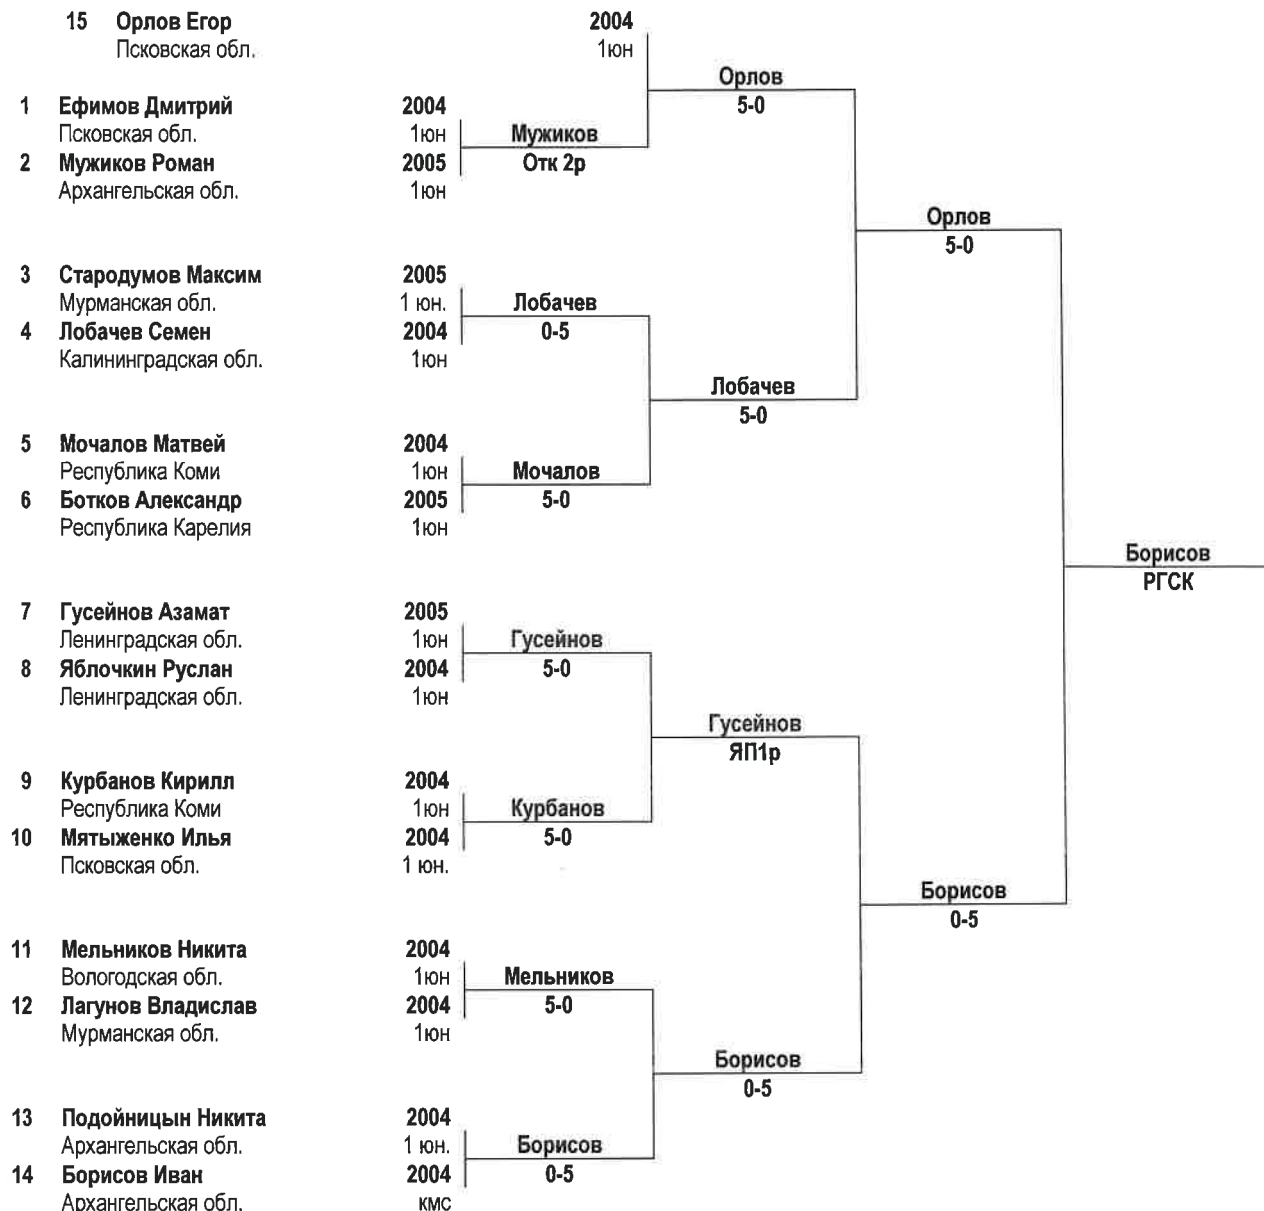 15 Орлов Егор 2004
Псковская обл. 1юн
Орлов
5-0
1 Ефимов Дмитрий 2004
Псковская обл. 1юн
Мужиков
2 Мужиков Роман 2005
Отк 2р
Архангельская обл. 1юн
Орлов
5-0
3 Стародумов Максим 2005
Мурманская обл. 1 юн.
Лобачев
4 Лобачев Семен 2004
0-5
Калининградская обл. 1юн
Лобачев
5-0
5 Мочалов Матвей 2004
Республика Коми 1юн
Мочалов
6 Ботков Александр 2005
5-0
Республика Карелия 1юн
Борисов
РГСК
7 Гусейнов Азамат 2005
Ленинградская обл. 1юн
Гусейнов
8 Яблочкин Руслан 2004
5-0
Ленинградская обл. 1юн
Гусейнов
ЯП1р
9 Курбанов Кирилл 2004
Республика Коми 1юн
Курбанов
10 Мятыженко Илья 2004
5-0
Псковская обл. 1 юн.
Борисов
0-5
11 Мельников Никита 2004
Вологодская обл. 1юн
Мельников
12 Лагунов Владислав 2004
5-0
Мурманская обл. 1юн
Борисов
0-5
13 Подойницын Никита 2004
Архангельская обл. 1 юн.
Борисов
14 Борисов Иван 2004
0-5
Архангельская обл. кмс